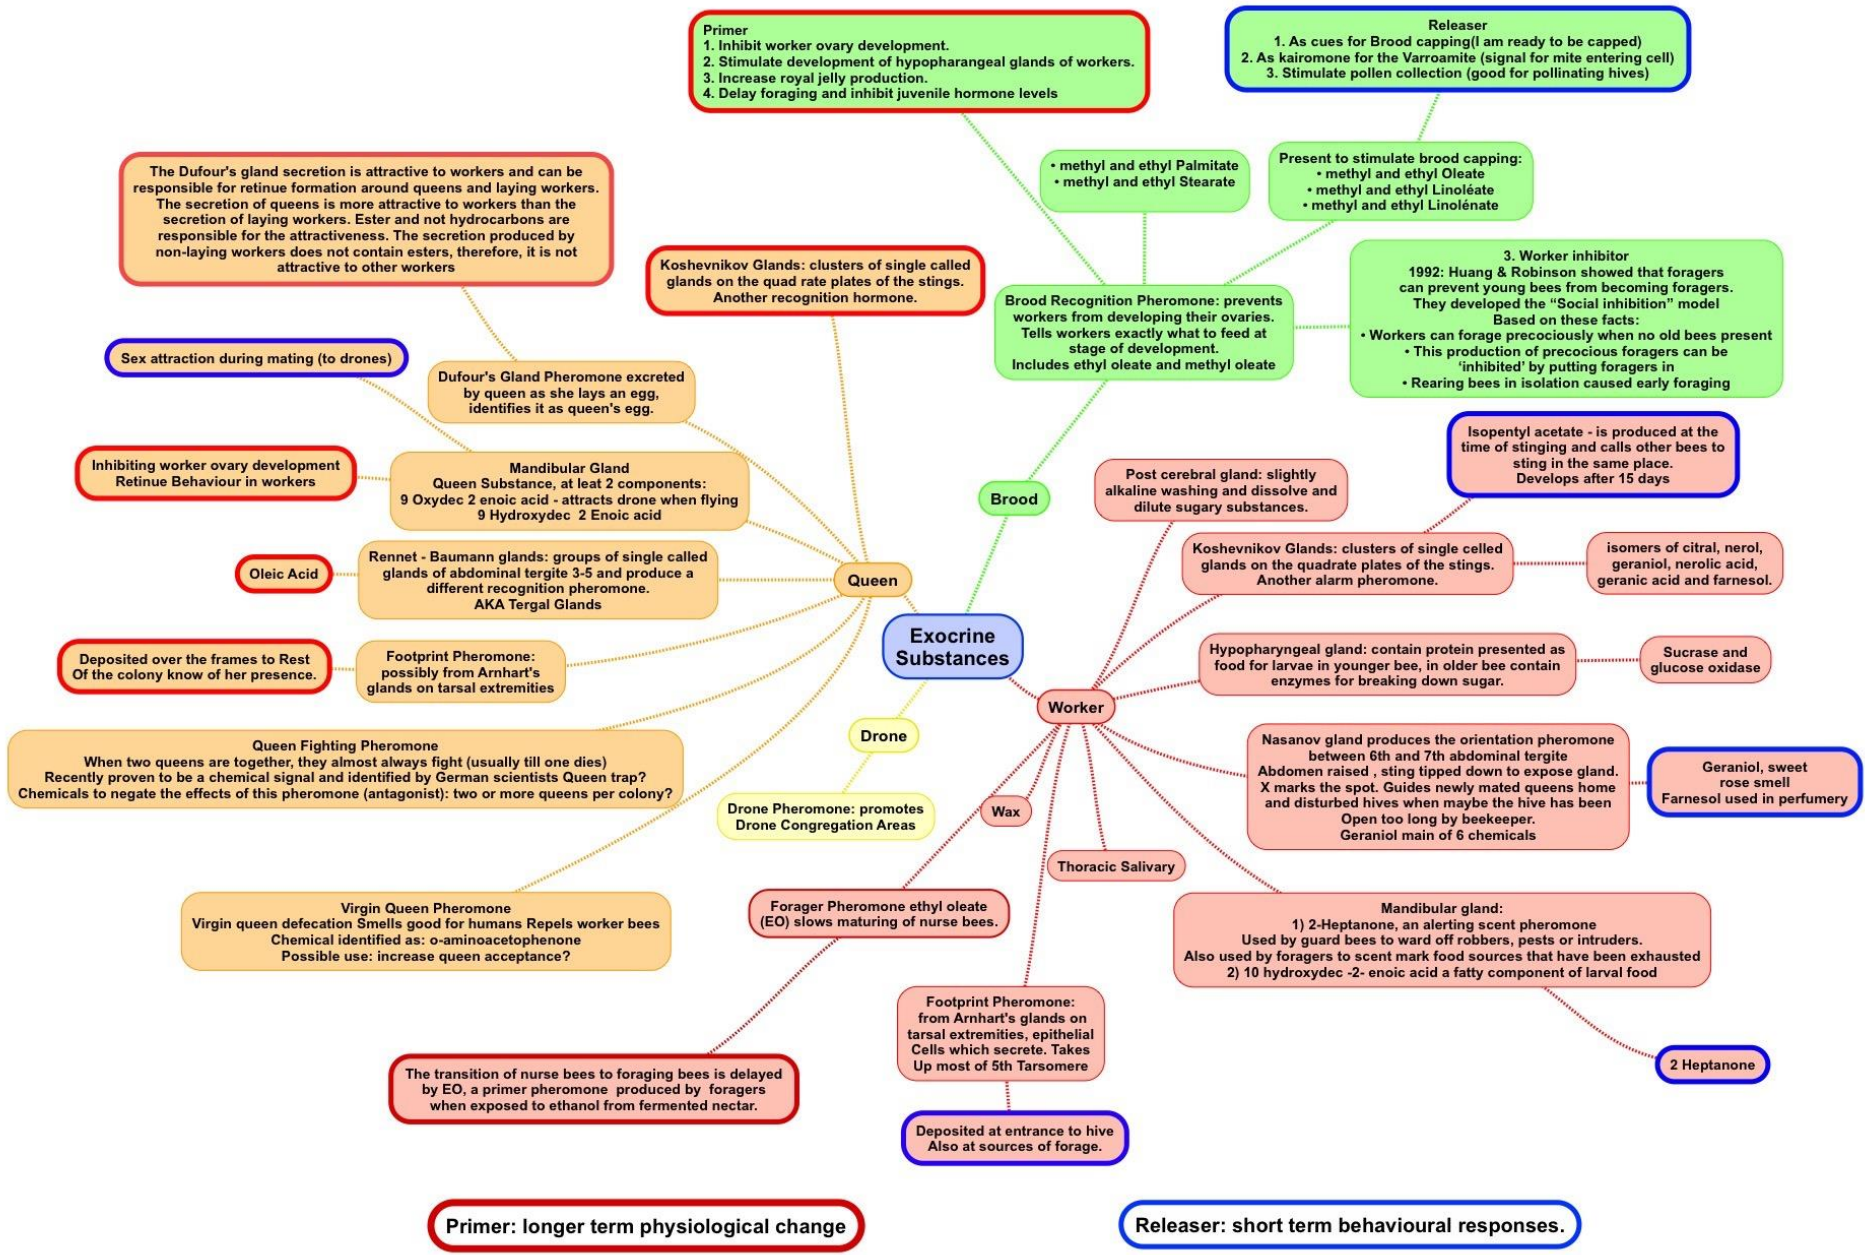 Primer
1. Inhibit worker ovary development.
2. Stimulate development of hypopharangeal glands of workers.
3. Increase royal jelly production.
4. Delay foraging and inhibit juvenile hormone levels
Releaser
1. As cues for Brood capping(I am ready to be capped)
2. As kairomone for the Varroamite (signal for mite entering cell)
3. Stimulate pollen collection (good for pollinating hives)
• methyl and ethyl Palmitate
• methyl and ethyl Stearate
Present to stimulate brood capping:
• methyl and ethyl Oleate
• methyl and ethyl Linoléate
• methyl and ethyl Linolénate
The Dufour's gland secretion is attractive to workers and can be
responsible for retinue formation around queens and laying workers.
The secretion of queens is more attractive to workers than the
secretion of laying workers. Ester and not hydrocarbons are
responsible for the attractiveness. The secretion produced by
non-laying workers does not contain esters, therefore, it is not
attractive to other workers
Koshevnikov Glands: clusters of single called
glands on the quad rate plates of the stings.
Another recognition hormone.
Brood Recognition Pheromone: prevents
workers from developing their ovaries.
Tells workers exactly what to feed at
stage of development.
Includes ethyl oleate and methyl oleate
3. Worker inhibitor
1992: Huang & Robinson showed that foragers
can prevent young bees from becoming foragers.
They developed the “Social inhibition” model
Based on these facts:
• Workers can forage precociously when no old bees present
• This production of precocious foragers can be
‘inhibited’ by putting foragers in
• Rearing bees in isolation caused early foraging
Sex attraction during mating (to drones)
Dufour's Gland Pheromone excreted
by queen as she lays an egg,
identifies it as queen's egg.
Inhibiting worker ovary development
Retinue Behaviour in workers
Mandibular Gland
Queen Substance, at leat 2 components:
9 Oxydec 2 enoic acid - attracts drone when flying
9 Hydroxydec 2 Enoic acid
Brood
Post cerebral gland: slightly
alkaline washing and dissolve and
dilute sugary substances.
Isopentyl acetate - is produced at the
time of stinging and calls other bees to
sting in the same place.
Develops after 15 days
Oleic Acid
Rennet - Baumann glands: groups of single called
glands of abdominal tergite 3-5 and produce a
different recognition pheromone.
AKA Tergal Glands
Queen
Koshevnikov Glands: clusters of single celled
glands on the quadrate plates of the stings.
Another alarm pheromone.
isomers of citral, nerol,
geraniol, nerolic acid,
geranic acid and farnesol.
Exocrine
Substances
Deposited over the frames to Rest
Of the colony know of her presence.
Footprint Pheromone:
possibly from Arnhart's
glands on tarsal extremities
Hypopharyngeal gland: contain protein presented as
food for larvae in younger bee, in older bee contain
enzymes for breaking down sugar.
Sucrase and
glucose oxidase
Worker
Drone
Queen Fighting Pheromone
When two queens are together, they almost always fight (usually till one dies)
Recently proven to be a chemical signal and identified by German scientists Queen trap?
Chemicals to negate the effects of this pheromone (antagonist): two or more queens per colony?
Nasanov gland produces the orientation pheromone
between 6th and 7th abdominal tergite
Abdomen raised , sting tipped down to expose gland.
X marks the spot. Guides newly mated queens home
and disturbed hives when maybe the hive has been
Open too long by beekeeper.
Geraniol main of 6 chemicals
Geraniol, sweet
rose smell
Farnesol used in perfumery
Drone Pheromone: promotes
Drone Congregation Areas
Wax
Thoracic Salivary
Virgin Queen Pheromone
Virgin queen defecation Smells good for humans Repels worker bees
Chemical identified as: o-aminoacetophenone
Possible use: increase queen acceptance?
Forager Pheromone ethyl oleate
(EO) slows maturing of nurse bees.
Mandibular gland:
1) 2-Heptanone, an alerting scent pheromone
Used by guard bees to ward off robbers, pests or intruders.
Also used by foragers to scent mark food sources that have been exhausted
2) 10 hydroxydec -2- enoic acid a fatty component of larval food
Footprint Pheromone:
from Arnhart's glands on
tarsal extremities, epithelial
Cells which secrete. Takes
Up most of 5th Tarsomere
2 Heptanone
The transition of nurse bees to foraging bees is delayed
by EO, a primer pheromone produced by foragers
when exposed to ethanol from fermented nectar.
Deposited at entrance to hive
Also at sources of forage.
Primer: longer term physiological change
Releaser: short term behavioural responses.